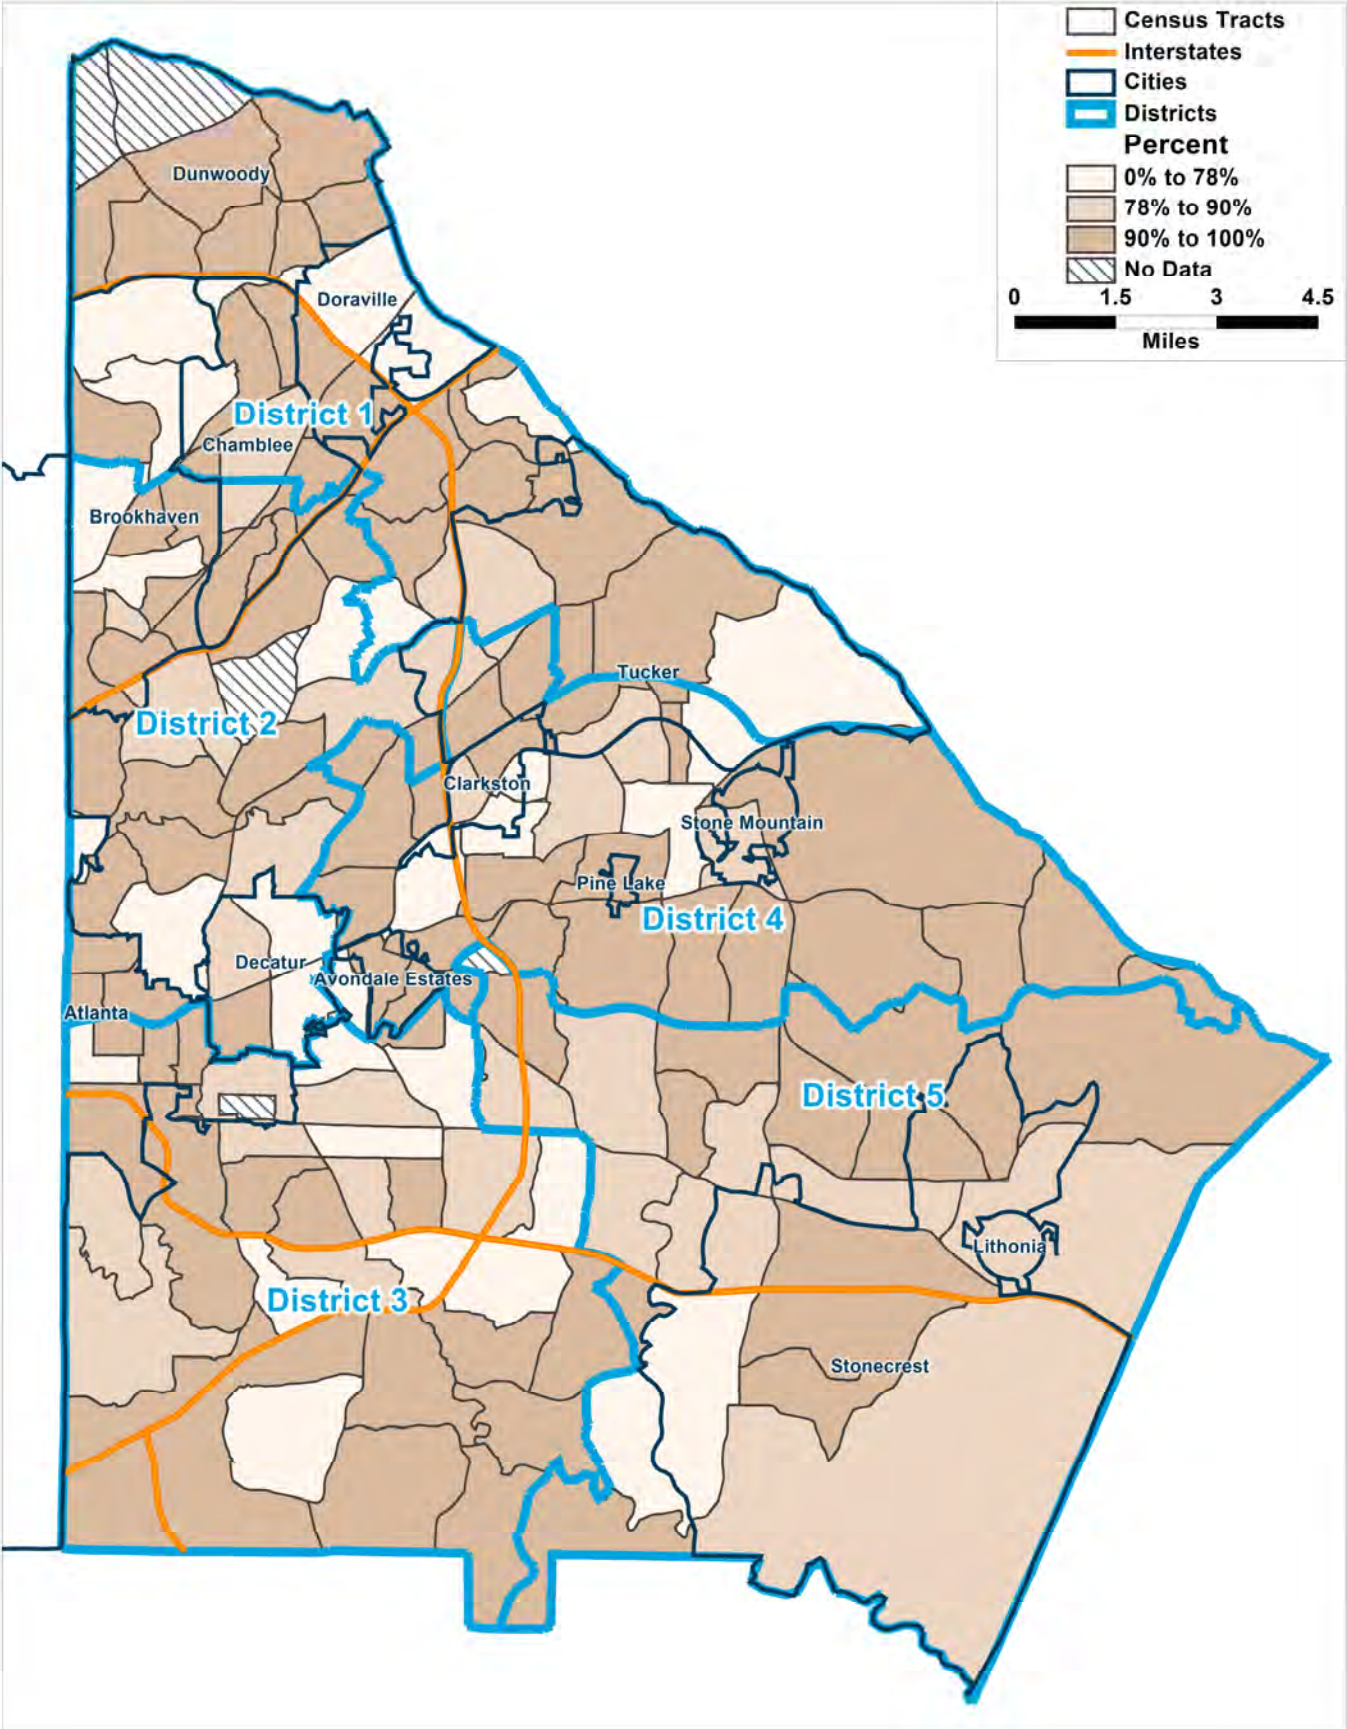 Census Tracts
Interstates
Cities
Districts
Percent
0% to 78%
78% to 90%
90% to 100%
No Data
0 1.5 3 4.5
Miles
Dunwoody
Doraville
District 1
Chamblee
Brookhaven
Tucker
District 2
Clarkston
Stone Mountain
Pine Lake
District 4
Decatur
Avondale Estates
Atlanta
District 5
Lithonia
District 3
Stonecrest